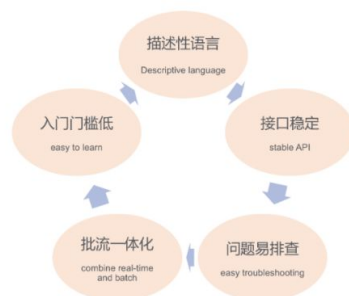 描述性语言
Descriptive language
接口稳定
stable API
问题易排查
easy troubleshooting
批流一体化
combine real-time
and batch
入门门槛低
easy to learn